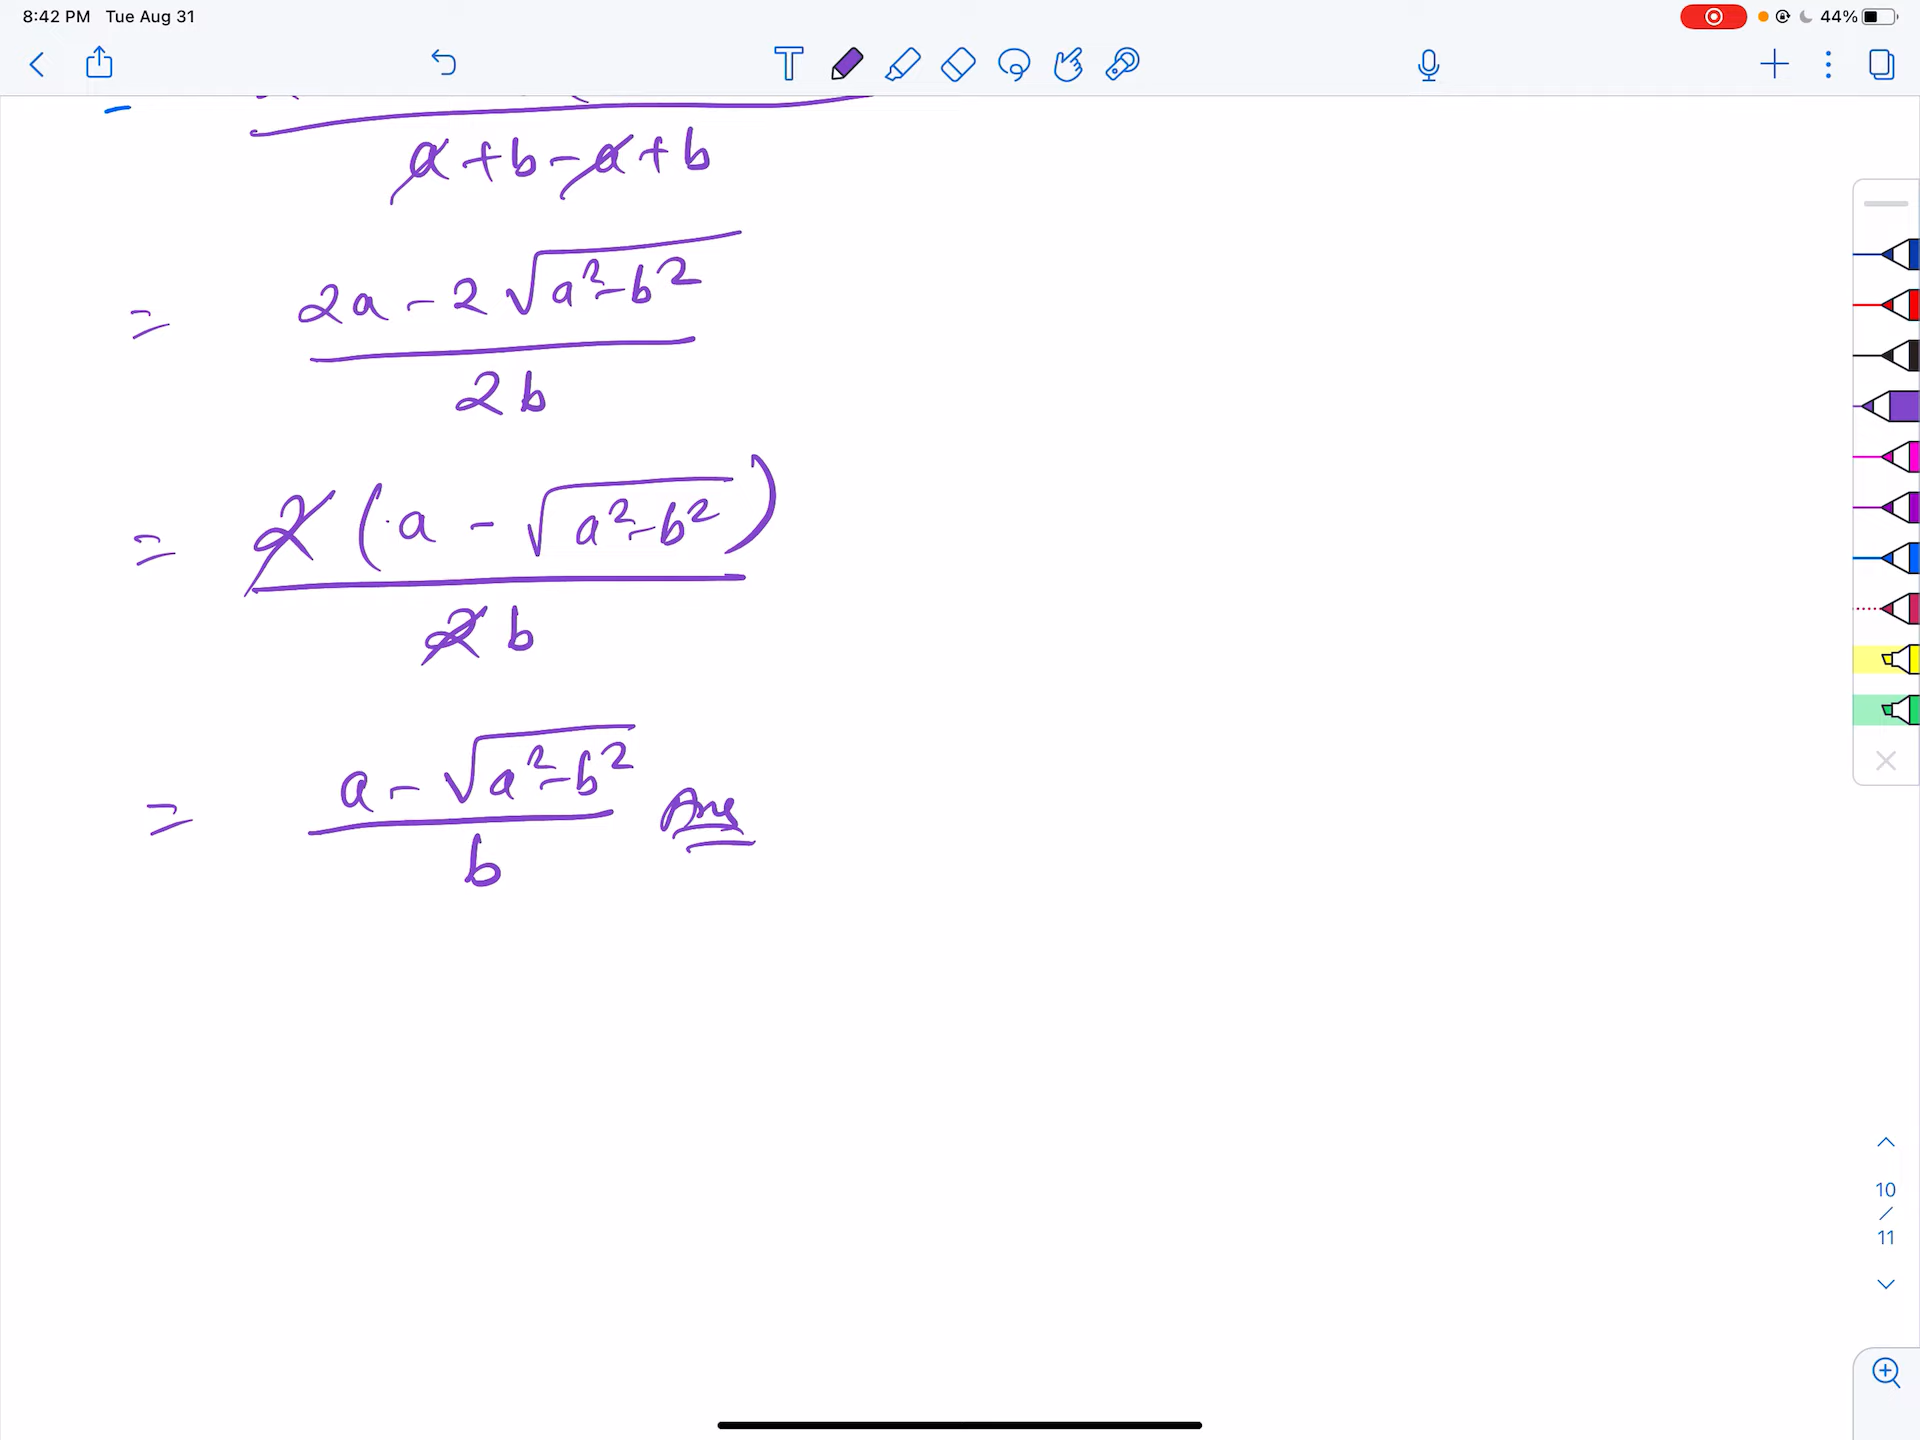 8:42 PM Tue Aug 31
44%
T
a + b - a + b
= 2a - 2 √(a² - b²)
2b
= 2 (a - √(a² - b²))
2 b
= a - √(a² - b²) Ans
b
10
/
11